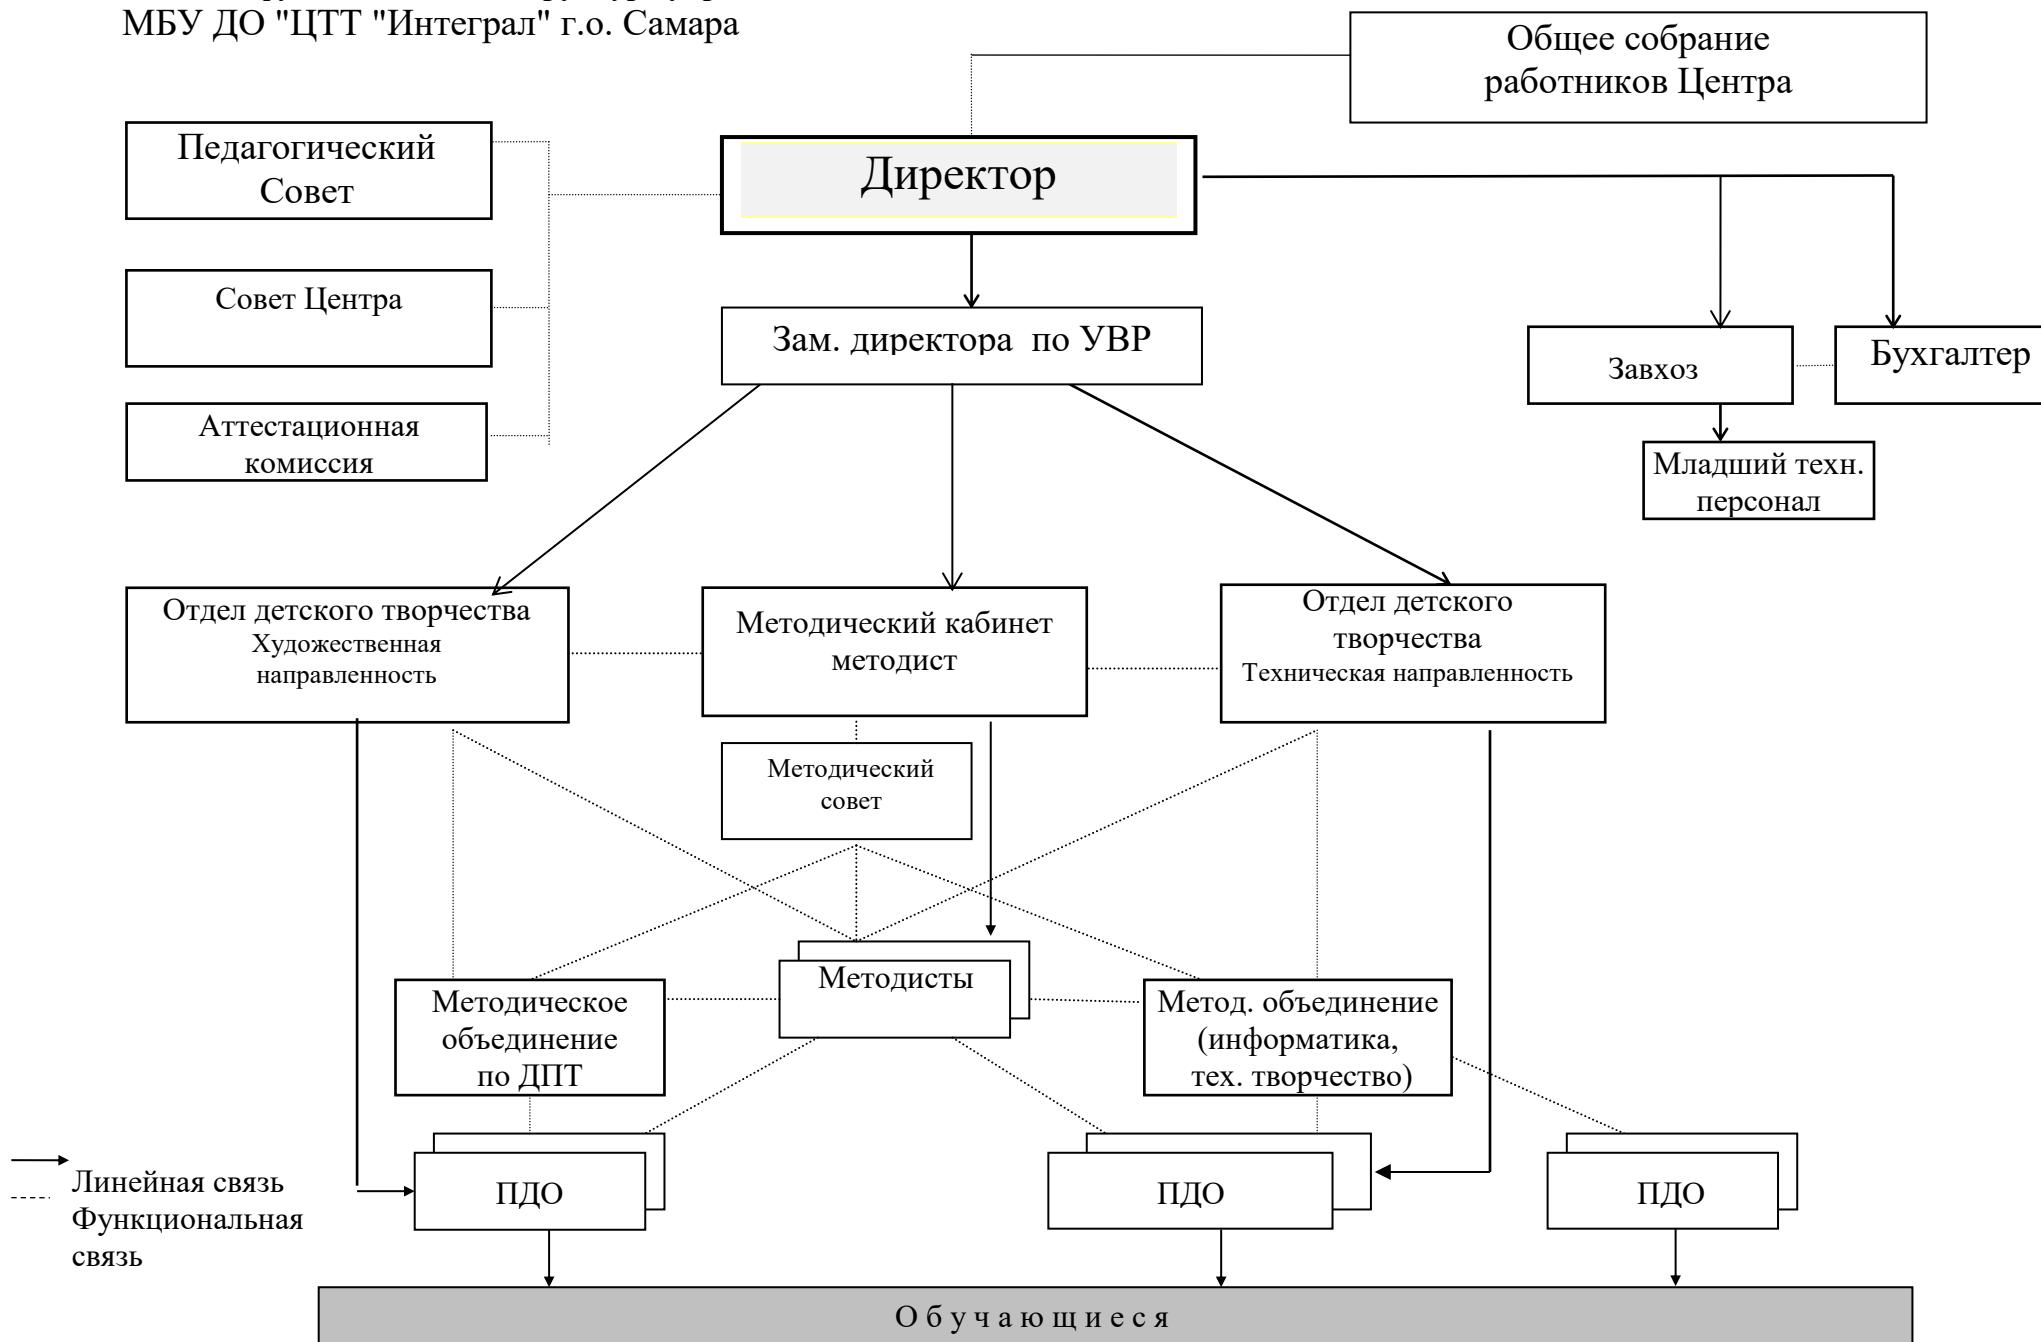 МБУ ДО "ЦТТ "Интеграл" г.о. Самара
Общее собрание
работников Центра
Педагогический
Совет
Директор
Совет Центра
Зам. директора по УВР
Завхоз
Бухгалтер
Аттестационная
комиссия
Младший техн.
персонал
Отдел детского творчества
Художественная
направленность
Методический кабинет
методист
Отдел детского
творчества
Техническая направленность
Методический
совет
Методисты
Методическое
объединение
по ДПТ
Метод. объединение
(информатика,
тех. творчество)
Линейная связь
Функциональная
связь
ПДО
ПДО
ПДО
О б у ч а ю щ и е с я